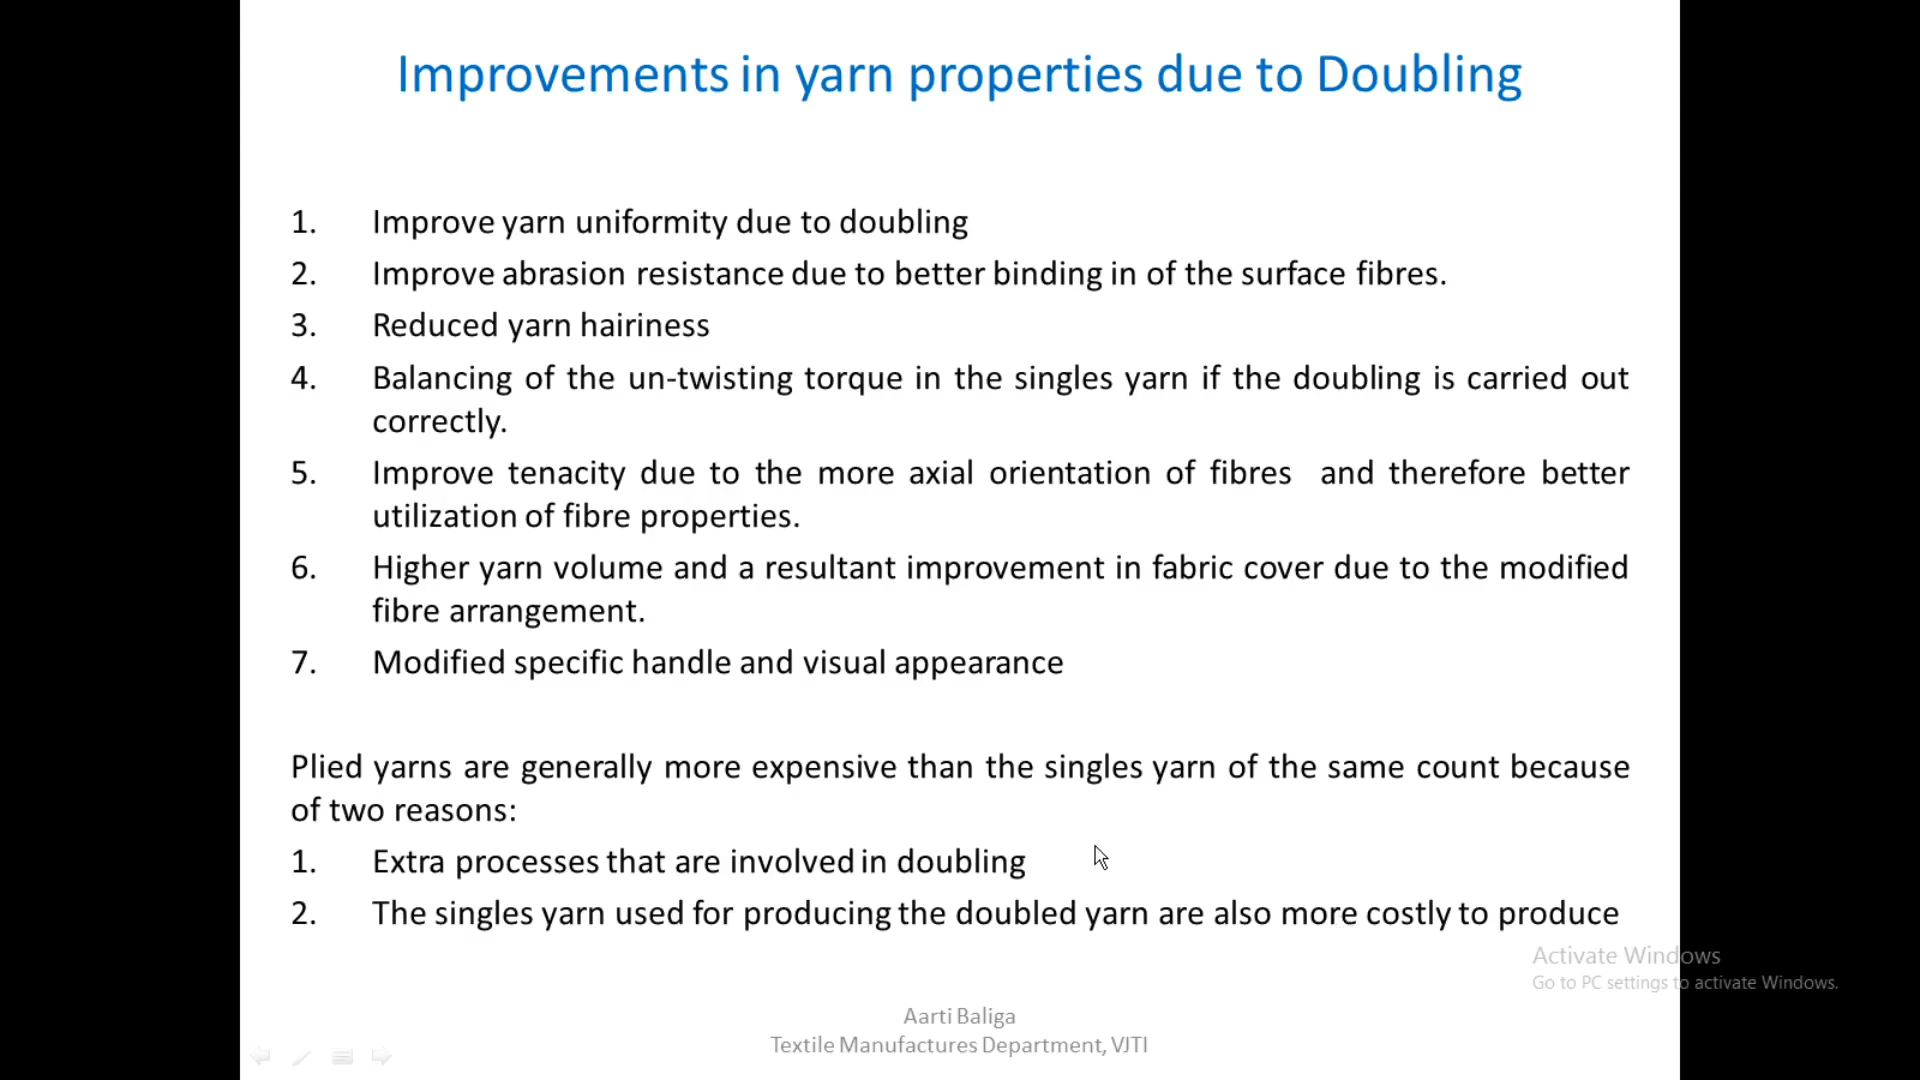 Improvements in yarn properties due to Doubling
1. Improve yarn uniformity due to doubling
2. Improve abrasion resistance due to better binding in of the surface fibres.
3. Reduced yarn hairiness
4. Balancing of the un-twisting torque in the singles yarn if the doubling is carried out
correctly.
5. Improve tenacity due to the more axial orientation of fibres and therefore better
utilization of fibre properties.
6. Higher yarn volume and a resultant improvement in fabric cover due to the modified
fibre arrangement.
7. Modified specific handle and visual appearance
Plied yarns are generally more expensive than the singles yarn of the same count because
of two reasons:
1. Extra processes that are involved in doubling
2. The singles yarn used for producing the doubled yarn are also more costly to produce
Activate Windows
Go to PC settings to activate Windows.
Aarti Baliga
Textile Manufactures Department, VJTI